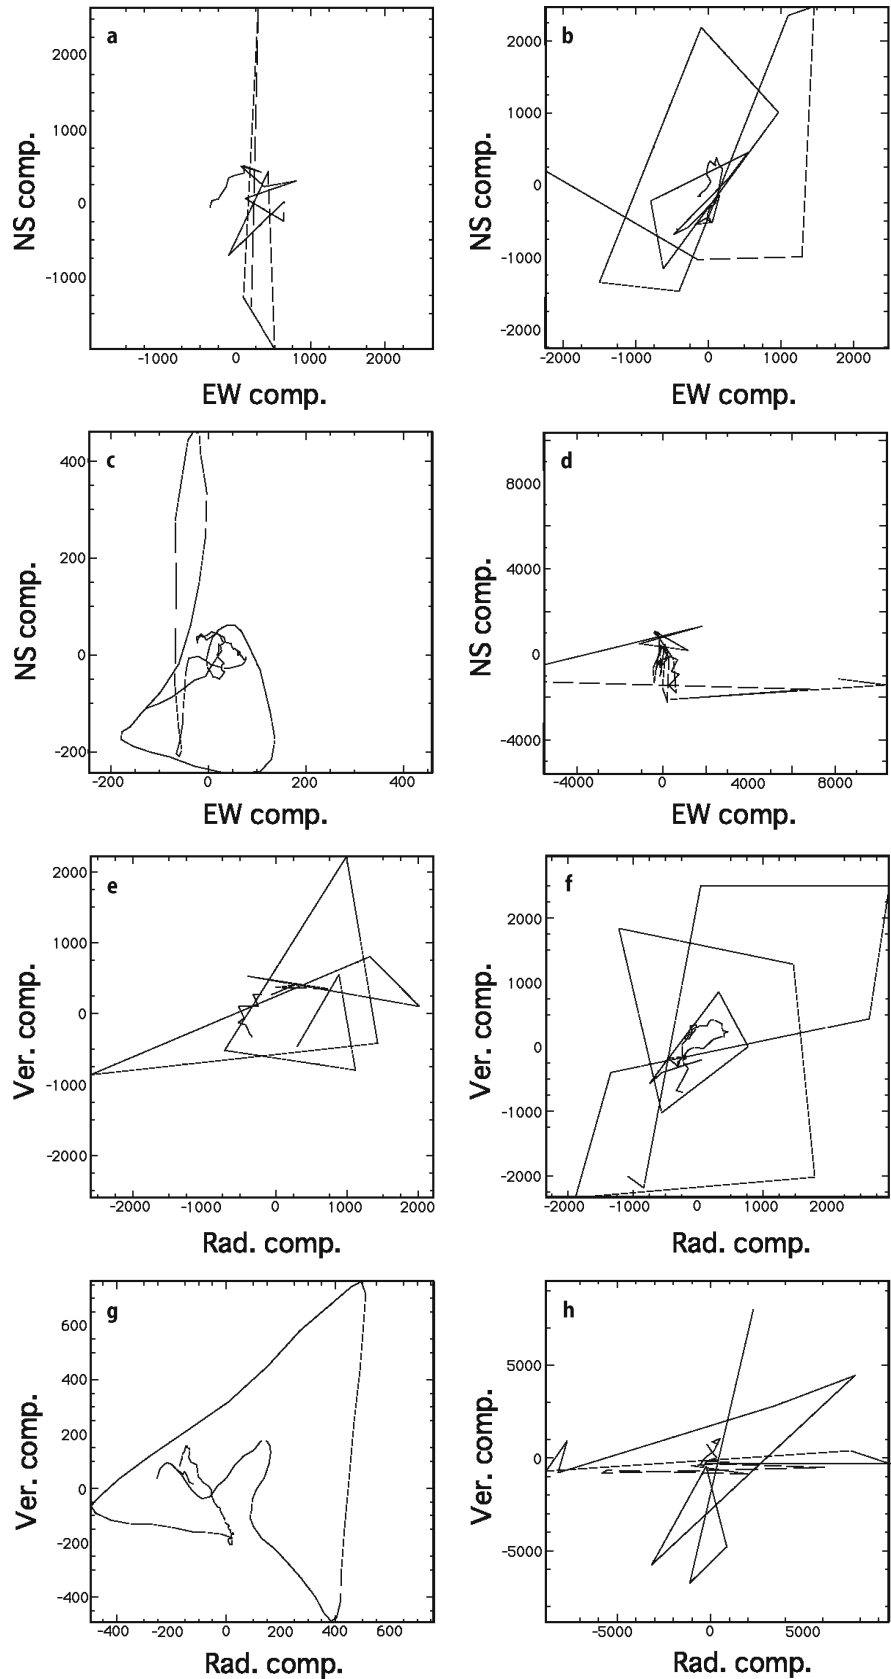 a
2000
1000
0
-1000
NS comp.
-1000 0 1000 2000
EW comp.
b
2000
1000
0
-1000
-2000
NS comp.
-2000 -1000 0 1000 2000
EW comp.
c
400
200
0
-200
NS comp.
-200 0 200 400
EW comp.
d
8000
4000
0
-4000
NS comp.
-4000 0 4000 8000
EW comp.
e
2000
1000
0
-1000
-2000
Ver. comp.
-2000 -1000 0 1000 2000
Rad. comp.
f
2000
1000
0
-1000
-2000
Ver. comp.
-2000 -1000 0 1000 2000
Rad. comp.
g
600
400
200
0
-200
-400
Ver. comp.
-400 -200 0 200 400 600
Rad. comp.
h
5000
0
-5000
Ver. comp.
-5000 0 5000
Rad. comp.